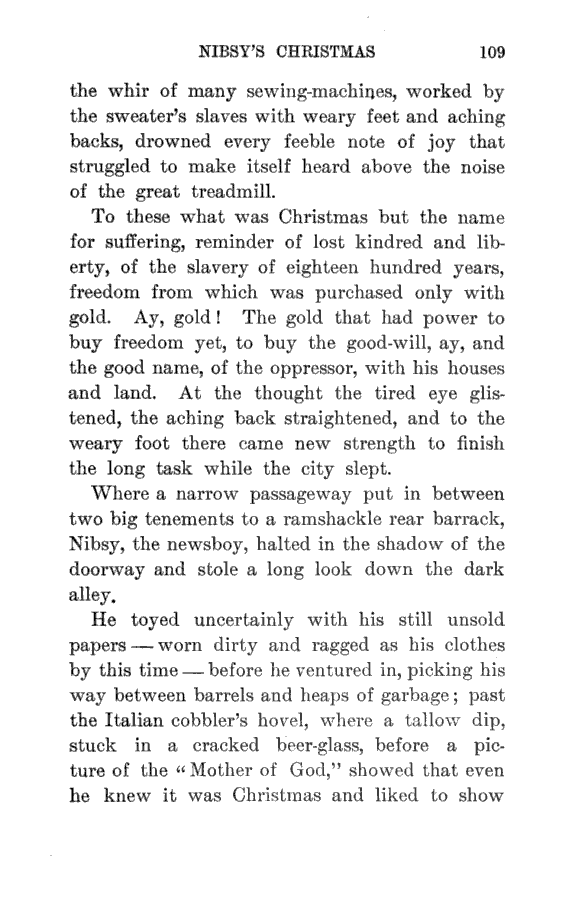 NIBSY'S CHRISTMAS 109
the whir of many sewing-machines, worked by
the sweater's slaves with weary feet and aching
backs, drowned every feeble note of joy that
struggled to make itself heard above the noise
of the great treadmill.
To these what was Christmas but the name
for suffering, reminder of lost kindred and lib-
erty, of the slavery of eighteen hundred years,
freedom from which was purchased only with
gold. Ay, gold! The gold that had power to
buy freedom yet, to buy the good-will, ay, and
the good name, of the oppressor, with his houses
and land. At the thought the tired eye glis-
tened, the aching back straightened, and to the
weary foot there came new strength to finish
the long task while the city slept.
Where a narrow passageway put in between
two big tenements to a ramshackle rear barrack,
Nibsy, the newsboy, halted in the shadow of the
doorway and stole a long look down the dark
alley.
He toyed uncertainly with his still unsold
papers — worn dirty and ragged as his clothes
by this time — before he ventured in, picking his
way between barrels and heaps of garbage; past
the Italian cobbler's hovel, where a tallow dip,
stuck in a cracked beer-glass, before a pic-
ture of the “Mother of God,” showed that even
he knew it was Christmas and liked to show